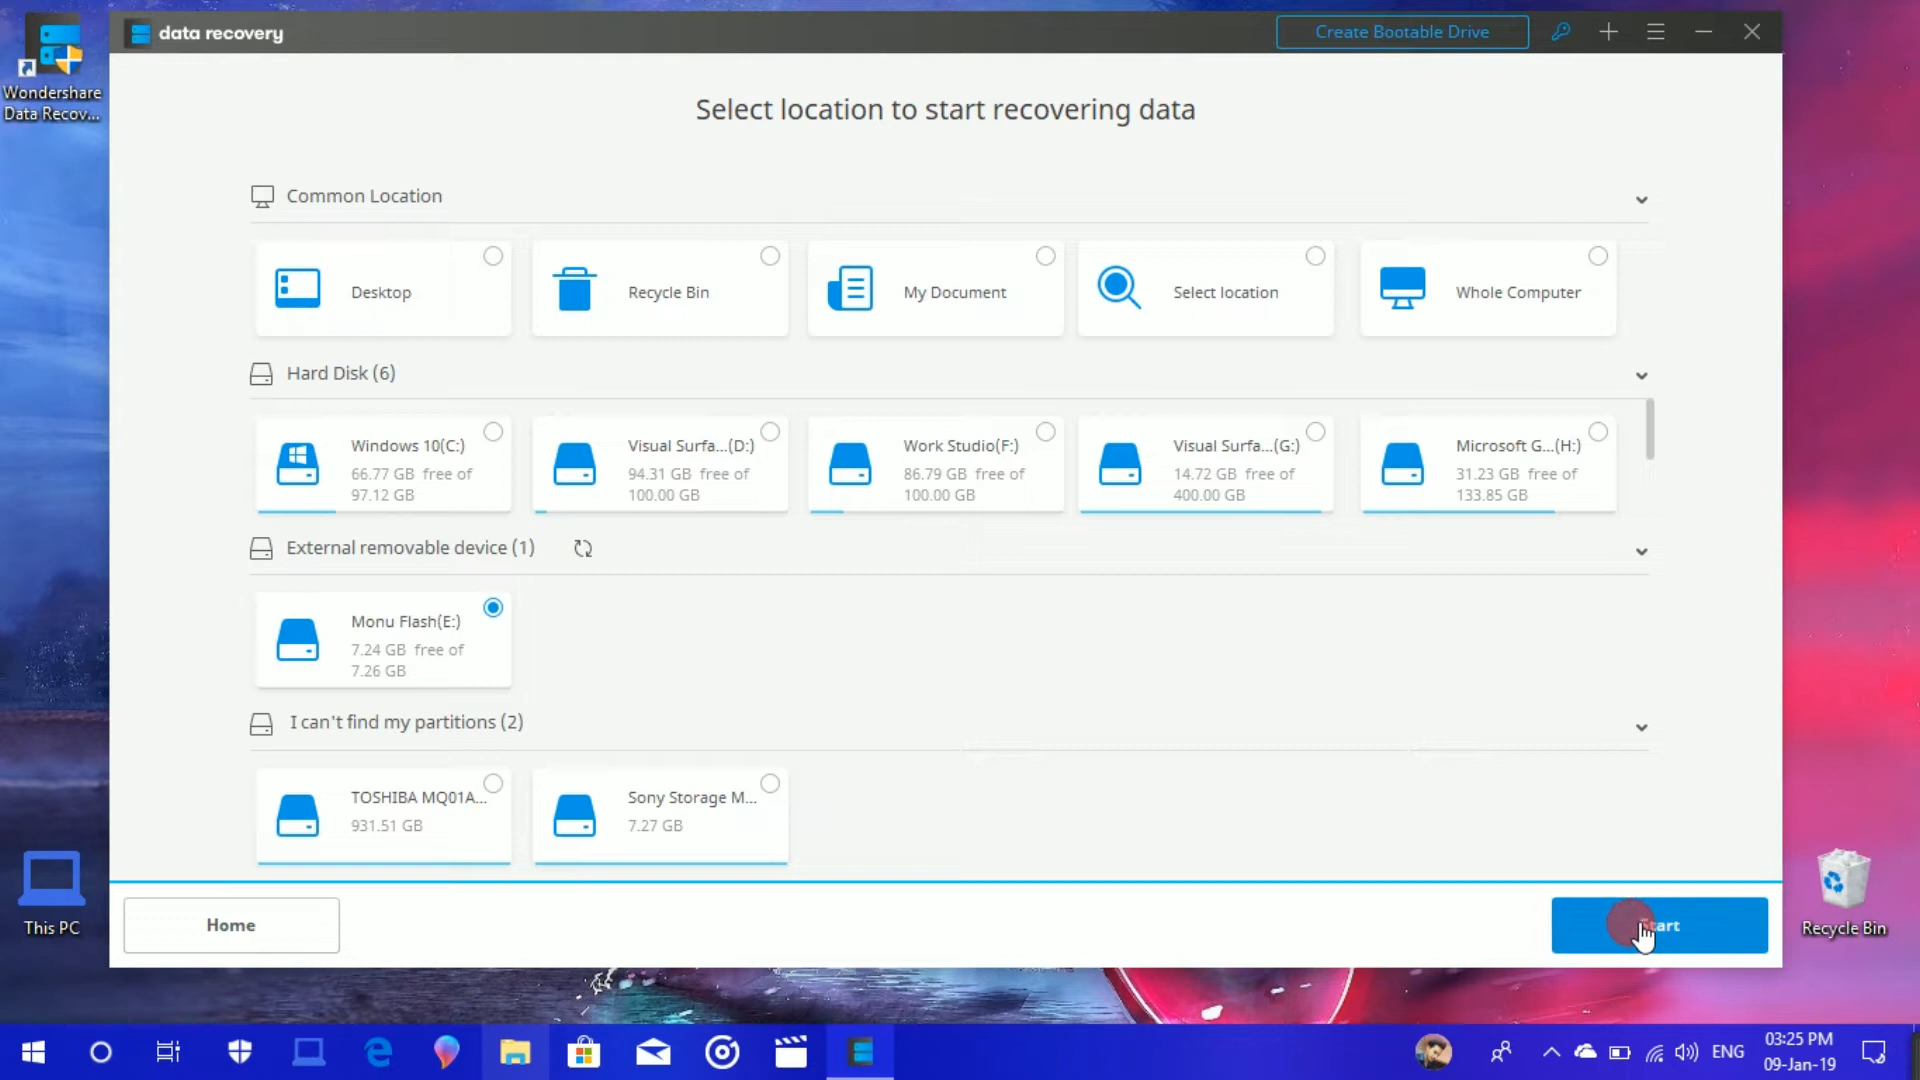 Wondershare
Data Recov...
data recovery
Create Bootable Drive
Select location to start recovering data
Common Location
Desktop
Recycle Bin
My Document
Select location
Whole Computer
Hard Disk (6)
Windows 10(C:)
66.77 GB free of
97.12 GB
Visual Surfa...(D:)
94.31 GB free of
100.00 GB
Work Studio(F:)
86.79 GB free of
100.00 GB
Visual Surfa...(G:)
14.72 GB free of
400.00 GB
Microsoft G...(H:)
31.23 GB free of
133.85 GB
External removable device (1)
Monu Flash(E:)
7.24 GB free of
7.26 GB
I can't find my partitions (2)
TOSHIBA MQ01A...
931.51 GB
Sony Storage M...
7.27 GB
Home
Start
This PC
Recycle Bin
ENG
03:25 PM
09-Jan-19